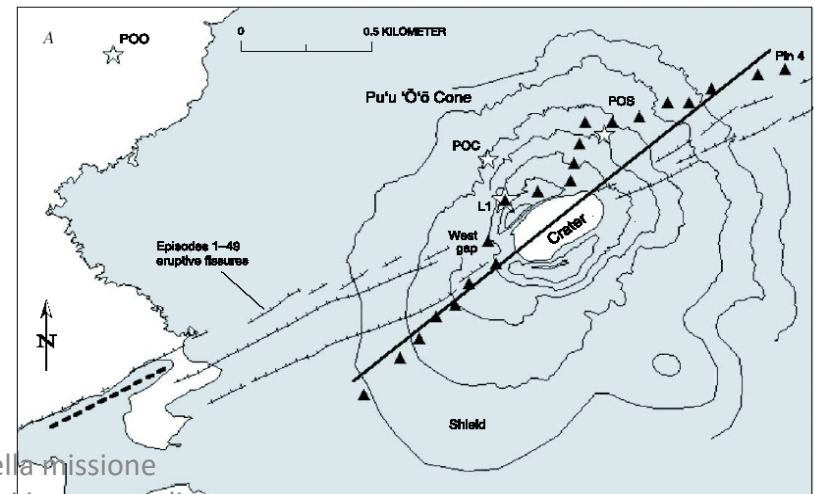 A
POO
0
0.5 KILOMETER
Pin 4
Pu'u 'Ō'ō Cone
POS
POC
L1
Crater
West
gap
Episodes 1–49
eruptive fissures
N
Shield
ella missione